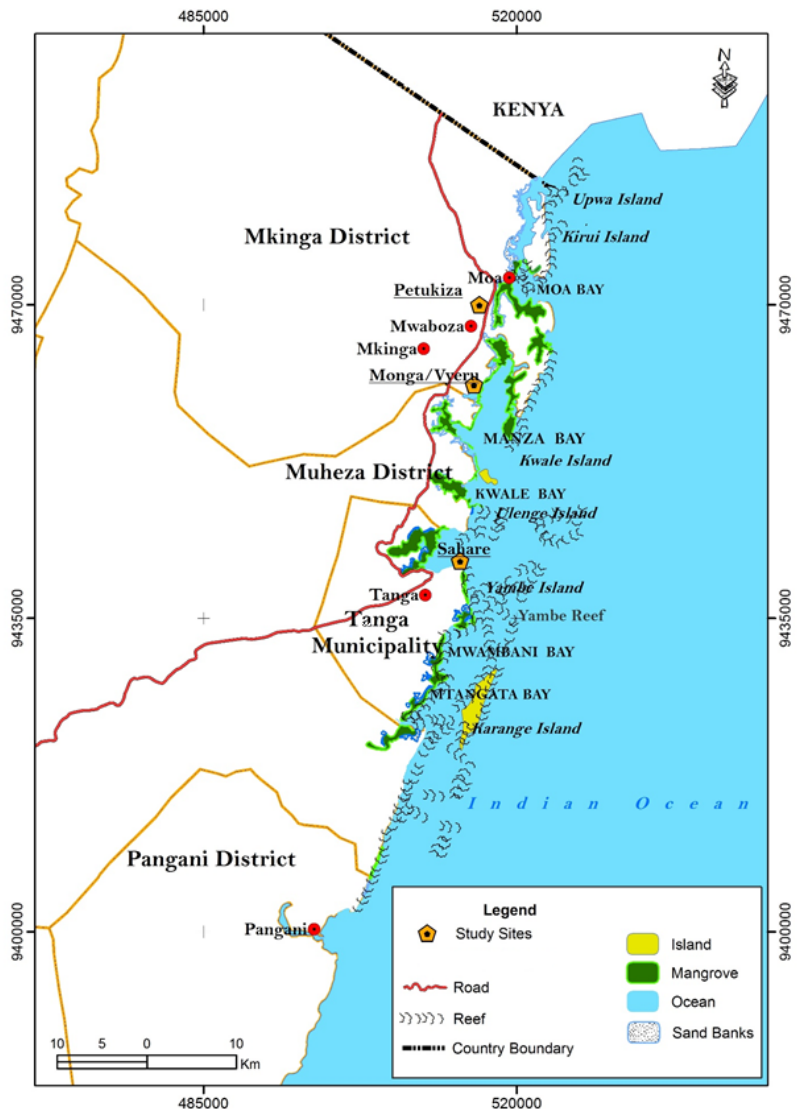 485000
520000
N
KENYA
Upwa Island
Mkinga District
Kirui Island
Moa
MOA BAY
Petukiza
9470000
9470000
Mwaboza
Mkinga
Monga/Vyeru
MANZA BAY
Kwale Island
Muheza District
KWALE BAY
Ulenge Island
Sahare
Yambe Island
Tanga
Yambe Reef
9435000
9435000
Tanga
Municipality
MWAMBANI BAY
MTANGATA BAY
Karange Island
Indian Ocean
Pangani District
Pangani
9400000
9400000
Legend
Study Sites
Road
Reef
Country Boundary
Island
Mangrove
Ocean
Sand Banks
10 5 0 10
Km
485000
520000